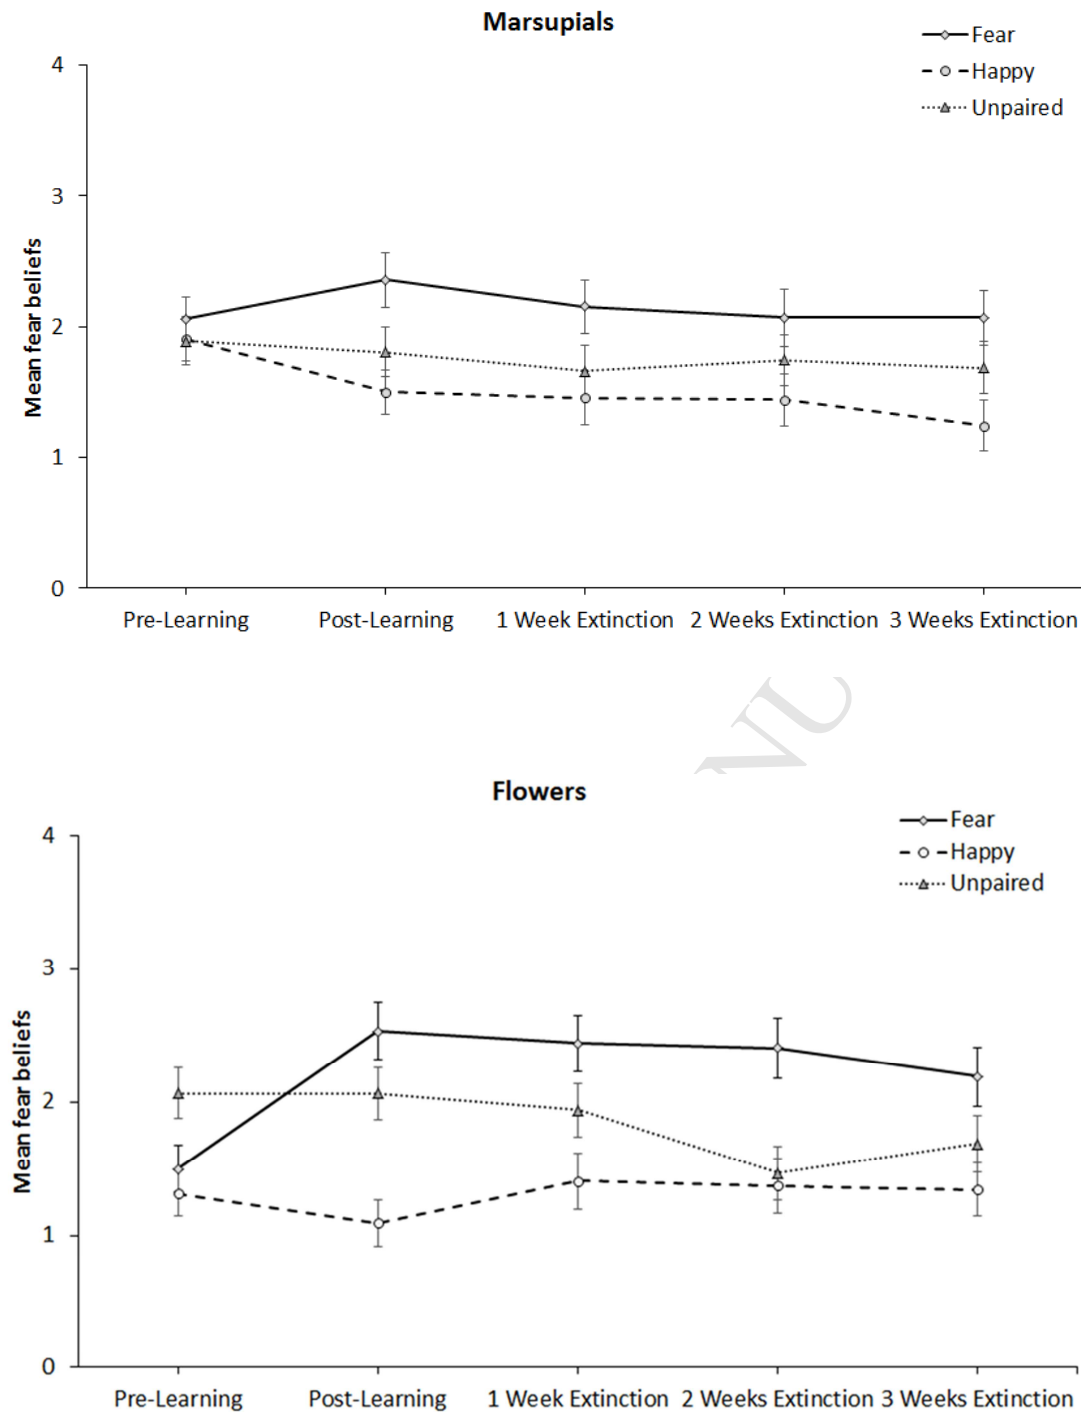 Marsupials
Fear
Happy
Unpaired
4
3
2
1
0
Mean fear beliefs
Pre-Learning Post-Learning 1 Week Extinction 2 Weeks Extinction 3 Weeks Extinction
NU
Flowers
Fear
Happy
Unpaired
4
3
2
1
0
Mean fear beliefs
Pre-Learning Post-Learning 1 Week Extinction 2 Weeks Extinction 3 Weeks Extinction